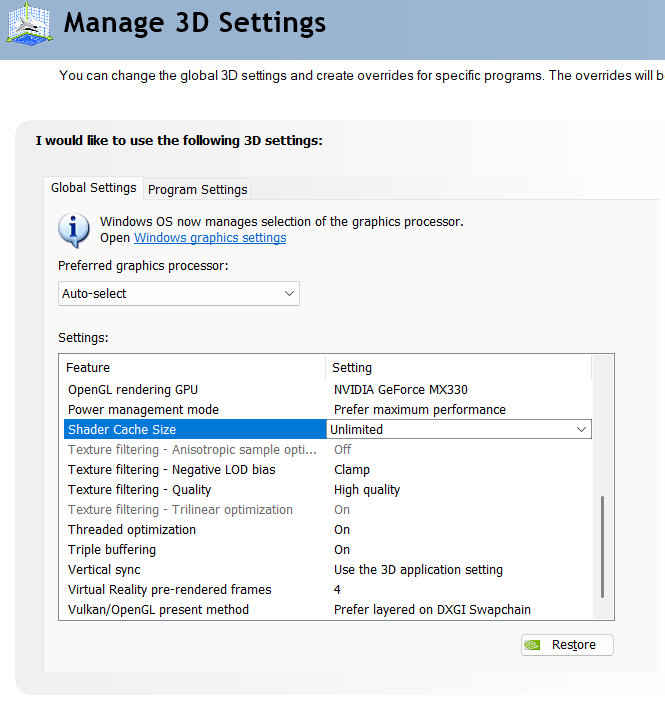 Manage 3D Settings
You can change the global 3D settings and create overrides for specific programs. The overrides will b
I would like to use the following 3D settings:
Global Settings Program Settings
Windows OS now manages selection of the graphics processor.
Open Windows graphics settings
Preferred graphics processor:
Auto-select
Settings:
Feature Setting
OpenGL rendering GPU NVIDIA GeForce MX330
Power management mode Prefer maximum performance
Shader Cache Size Unlimited
Texture filtering - Anisotropic sample opti... Off
Texture filtering - Negative LOD bias Clamp
Texture filtering - Quality High quality
Texture filtering - Trilinear optimization On
Threaded optimization On
Triple buffering On
Vertical sync Use the 3D application setting
Virtual Reality pre-rendered frames 4
Vulkan/OpenGL present method Prefer layered on DXGI Swapchain
Restore